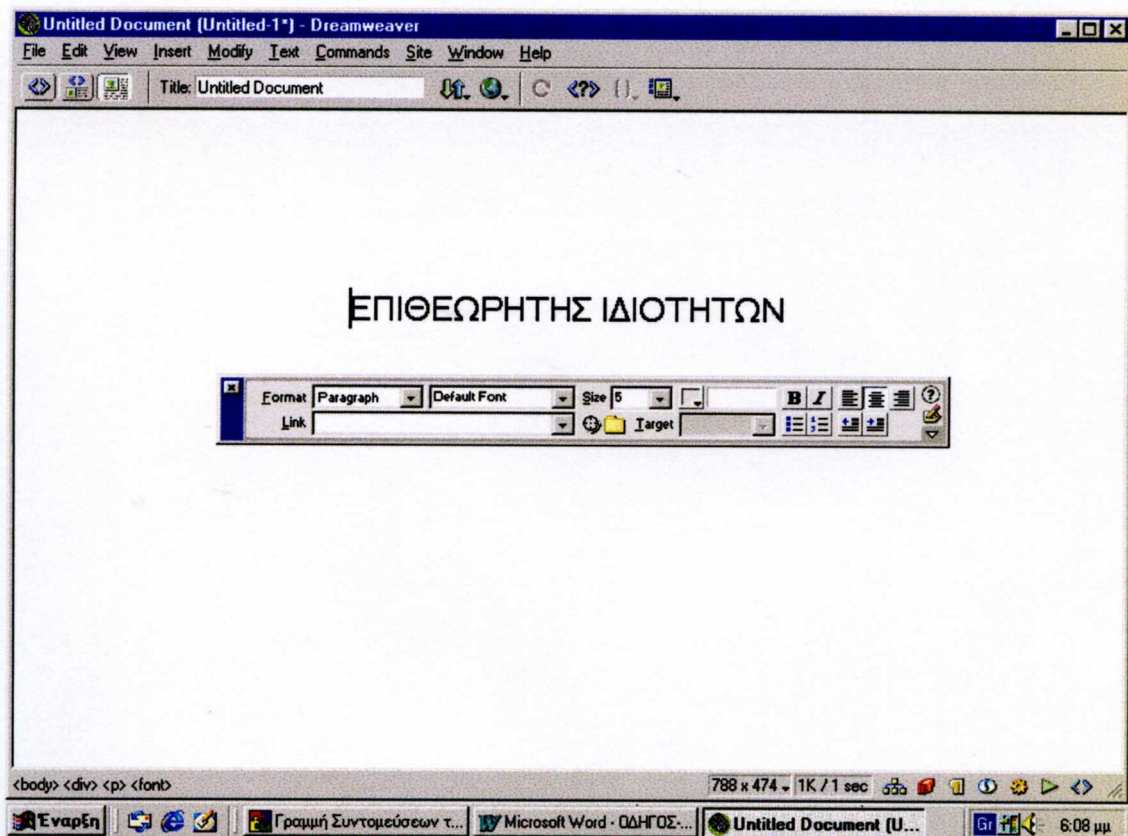 Untitled Document (Untitled-1*) - Dreamweaver
File Edit View Insert Modify Text Commands Site Window Help
Title: Untitled Document
ΕΠΙΘΕΩΡΗΤΗΣ ΙΔΙΟΤΗΤΩΝ
Format Paragraph Default Font Size 5 B I
Link Target
<body> <div> <p> <font> 788 x 474 1K / 1 sec
Έναρξη Γραμμή Συντομεύσεων τ... Microsoft Word - ΟΔΗΓΟΣ-... Untitled Document (U... Gr 6:08 μμ